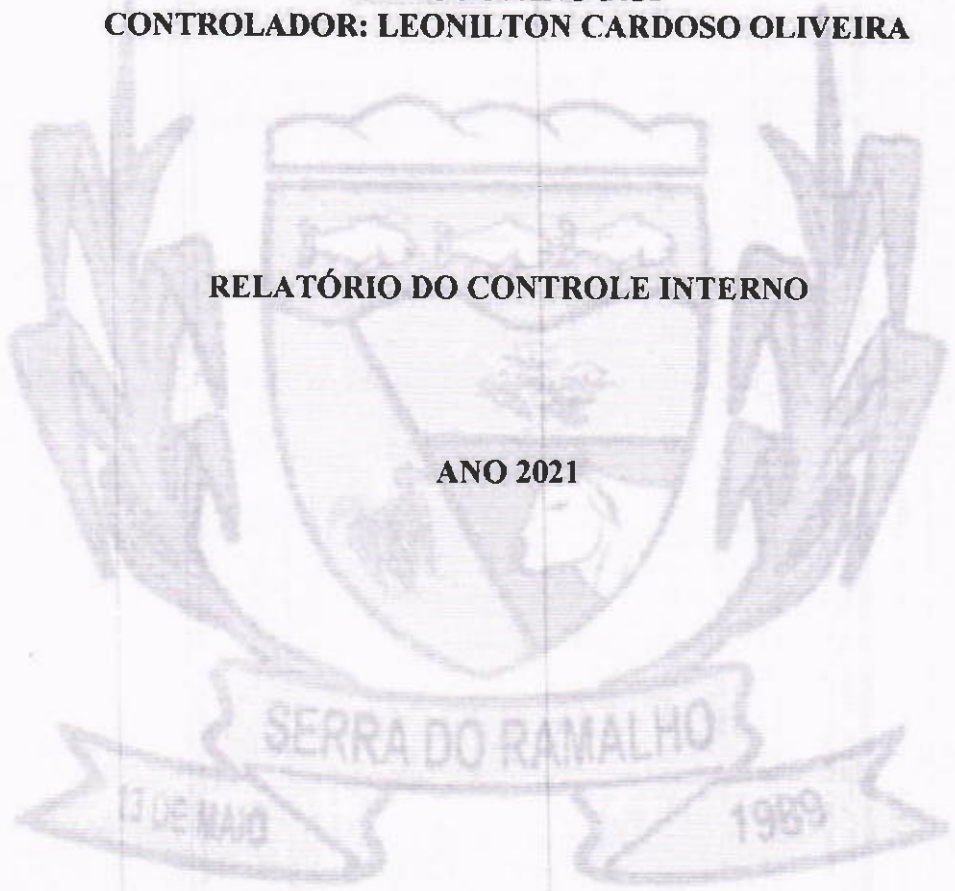 CONTROLADOR: LEONILTON CARDOSO OLIVEIRA
RELATÓRIO DO CONTROLE INTERNO
ANO 2021
SERRA DO RAMALHO
13 DE MAIO
1989